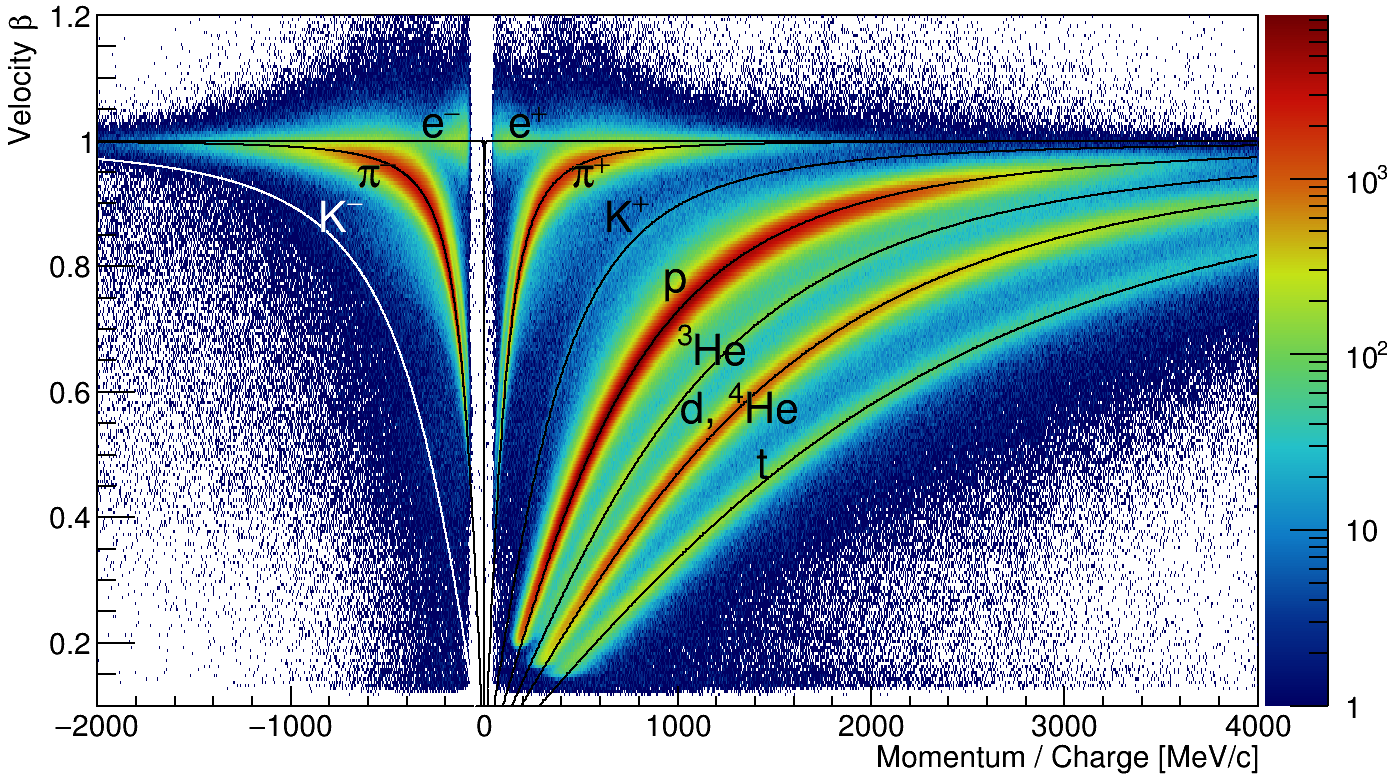 Velocity β
1.2
1
0.8
0.6
0.4
0.2
e⁻
e⁺
π⁻
π⁺
K⁻
K⁺
p
³He
d, ⁴He
t
−2000
−1000
0
1000
2000
3000
4000
Momentum / Charge [MeV/c]
10³
10²
10
1